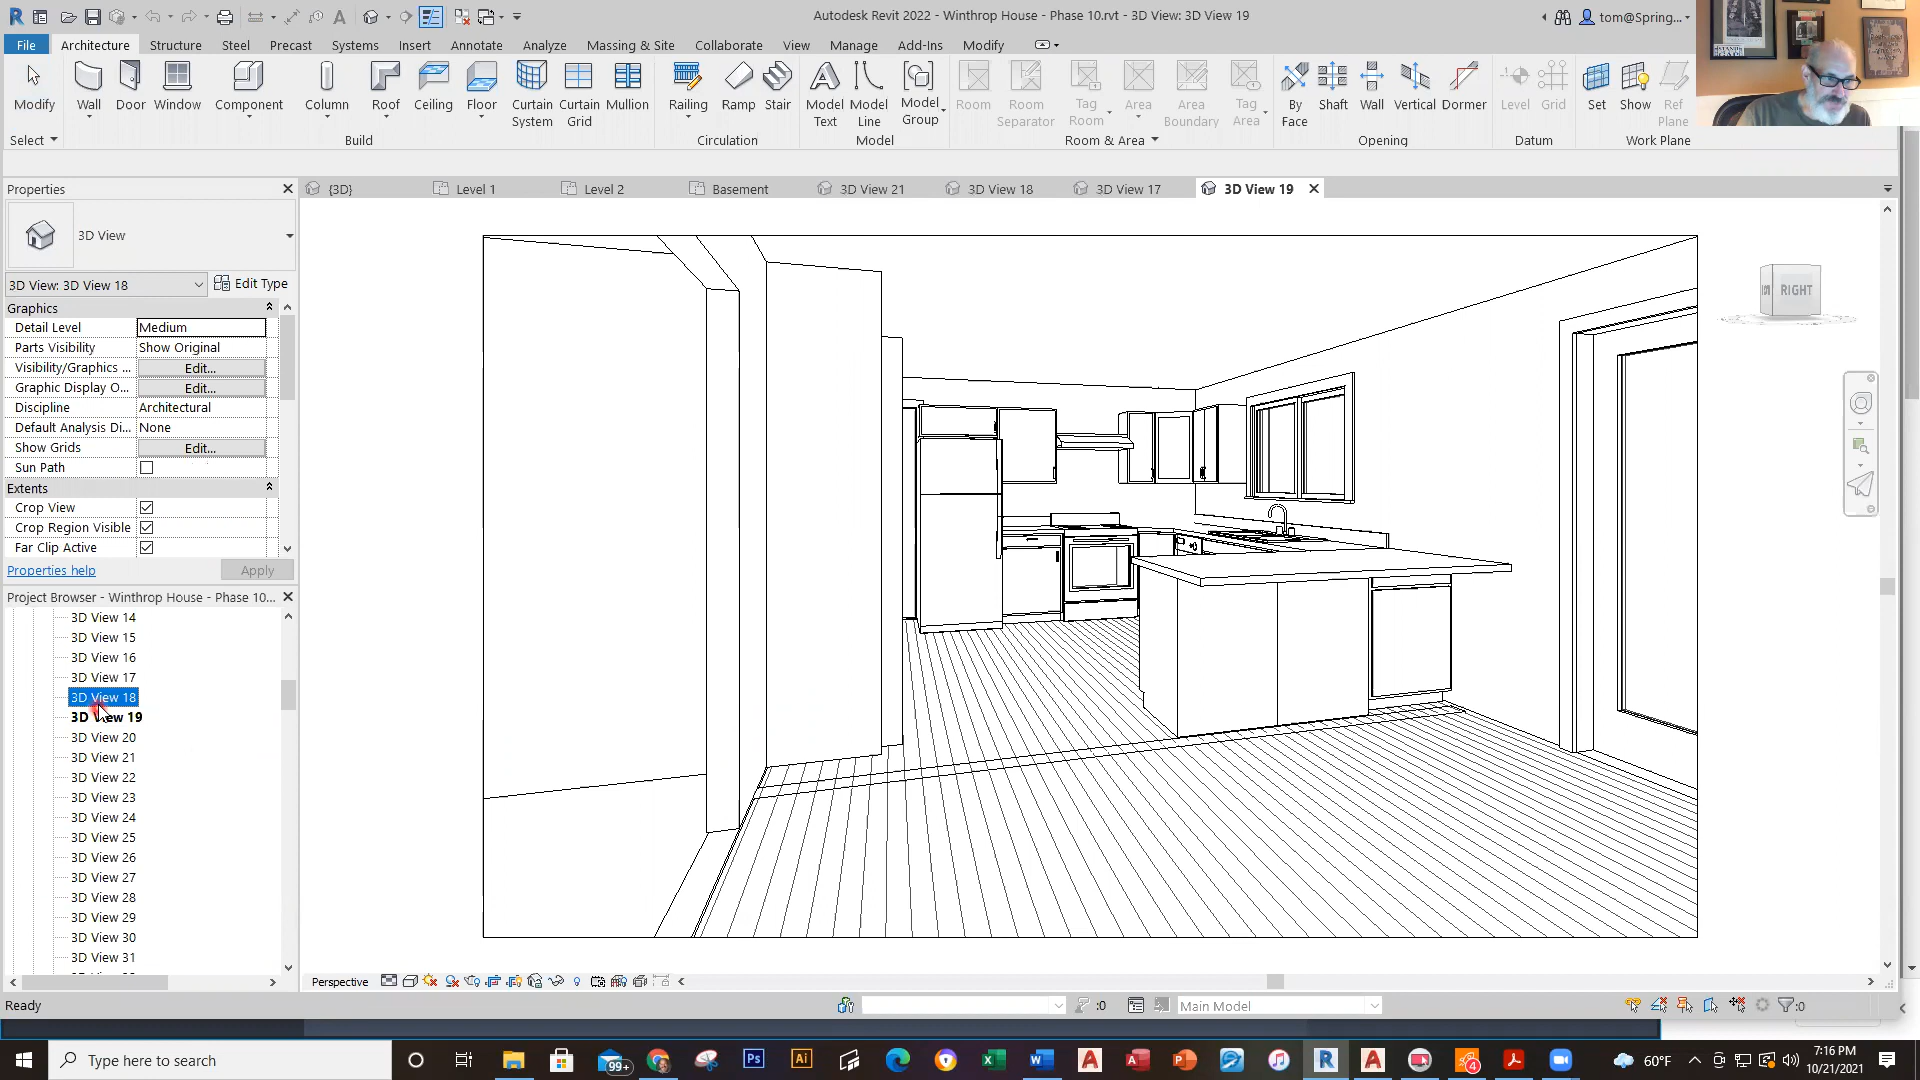 Autodesk Revit 2022 - Winthrop House - Phase 10.rvt - 3D View: 3D View 19
tom@Spring...
File Architecture Structure Steel Precast Systems Insert Annotate Analyze Massing & Site Collaborate View Manage Add-Ins Modify
Modify Wall Door Window Component Column Roof Ceiling Floor Curtain System Curtain Grid Mullion Railing Ramp Stair Model Text Model Line Model Group Room Room Separator Tag Room Area Area Boundary Tag Area By Face Shaft Wall Vertical Dormer Level Grid Set Show Ref Plane
Select Build Circulation Model Room & Area Opening Datum Work Plane
Properties
{3D} Level 1 Level 2 Basement 3D View 21 3D View 18 3D View 17 3D View 19
3D View
3D View: 3D View 18 Edit Type
Graphics
Detail Level Medium
Parts Visibility Show Original
Visibility/Graphics ... Edit...
Graphic Display O... Edit...
Discipline Architectural
Default Analysis Di... None
Show Grids Edit...
Sun Path
Extents
Crop View
Crop Region Visible
Far Clip Active
Properties help Apply
RIGHT
Project Browser - Winthrop House - Phase 10...
3D View 14
3D View 15
3D View 16
3D View 17
3D View 18
3D View 19
3D View 20
3D View 21
3D View 22
3D View 23
3D View 24
3D View 25
3D View 26
3D View 27
3D View 28
3D View 29
3D View 30
3D View 31
Perspective
Ready
:0
Main Model
:0
Type here to search
99+
Ps
Ai
4
60°F
7:16 PM
10/21/2021